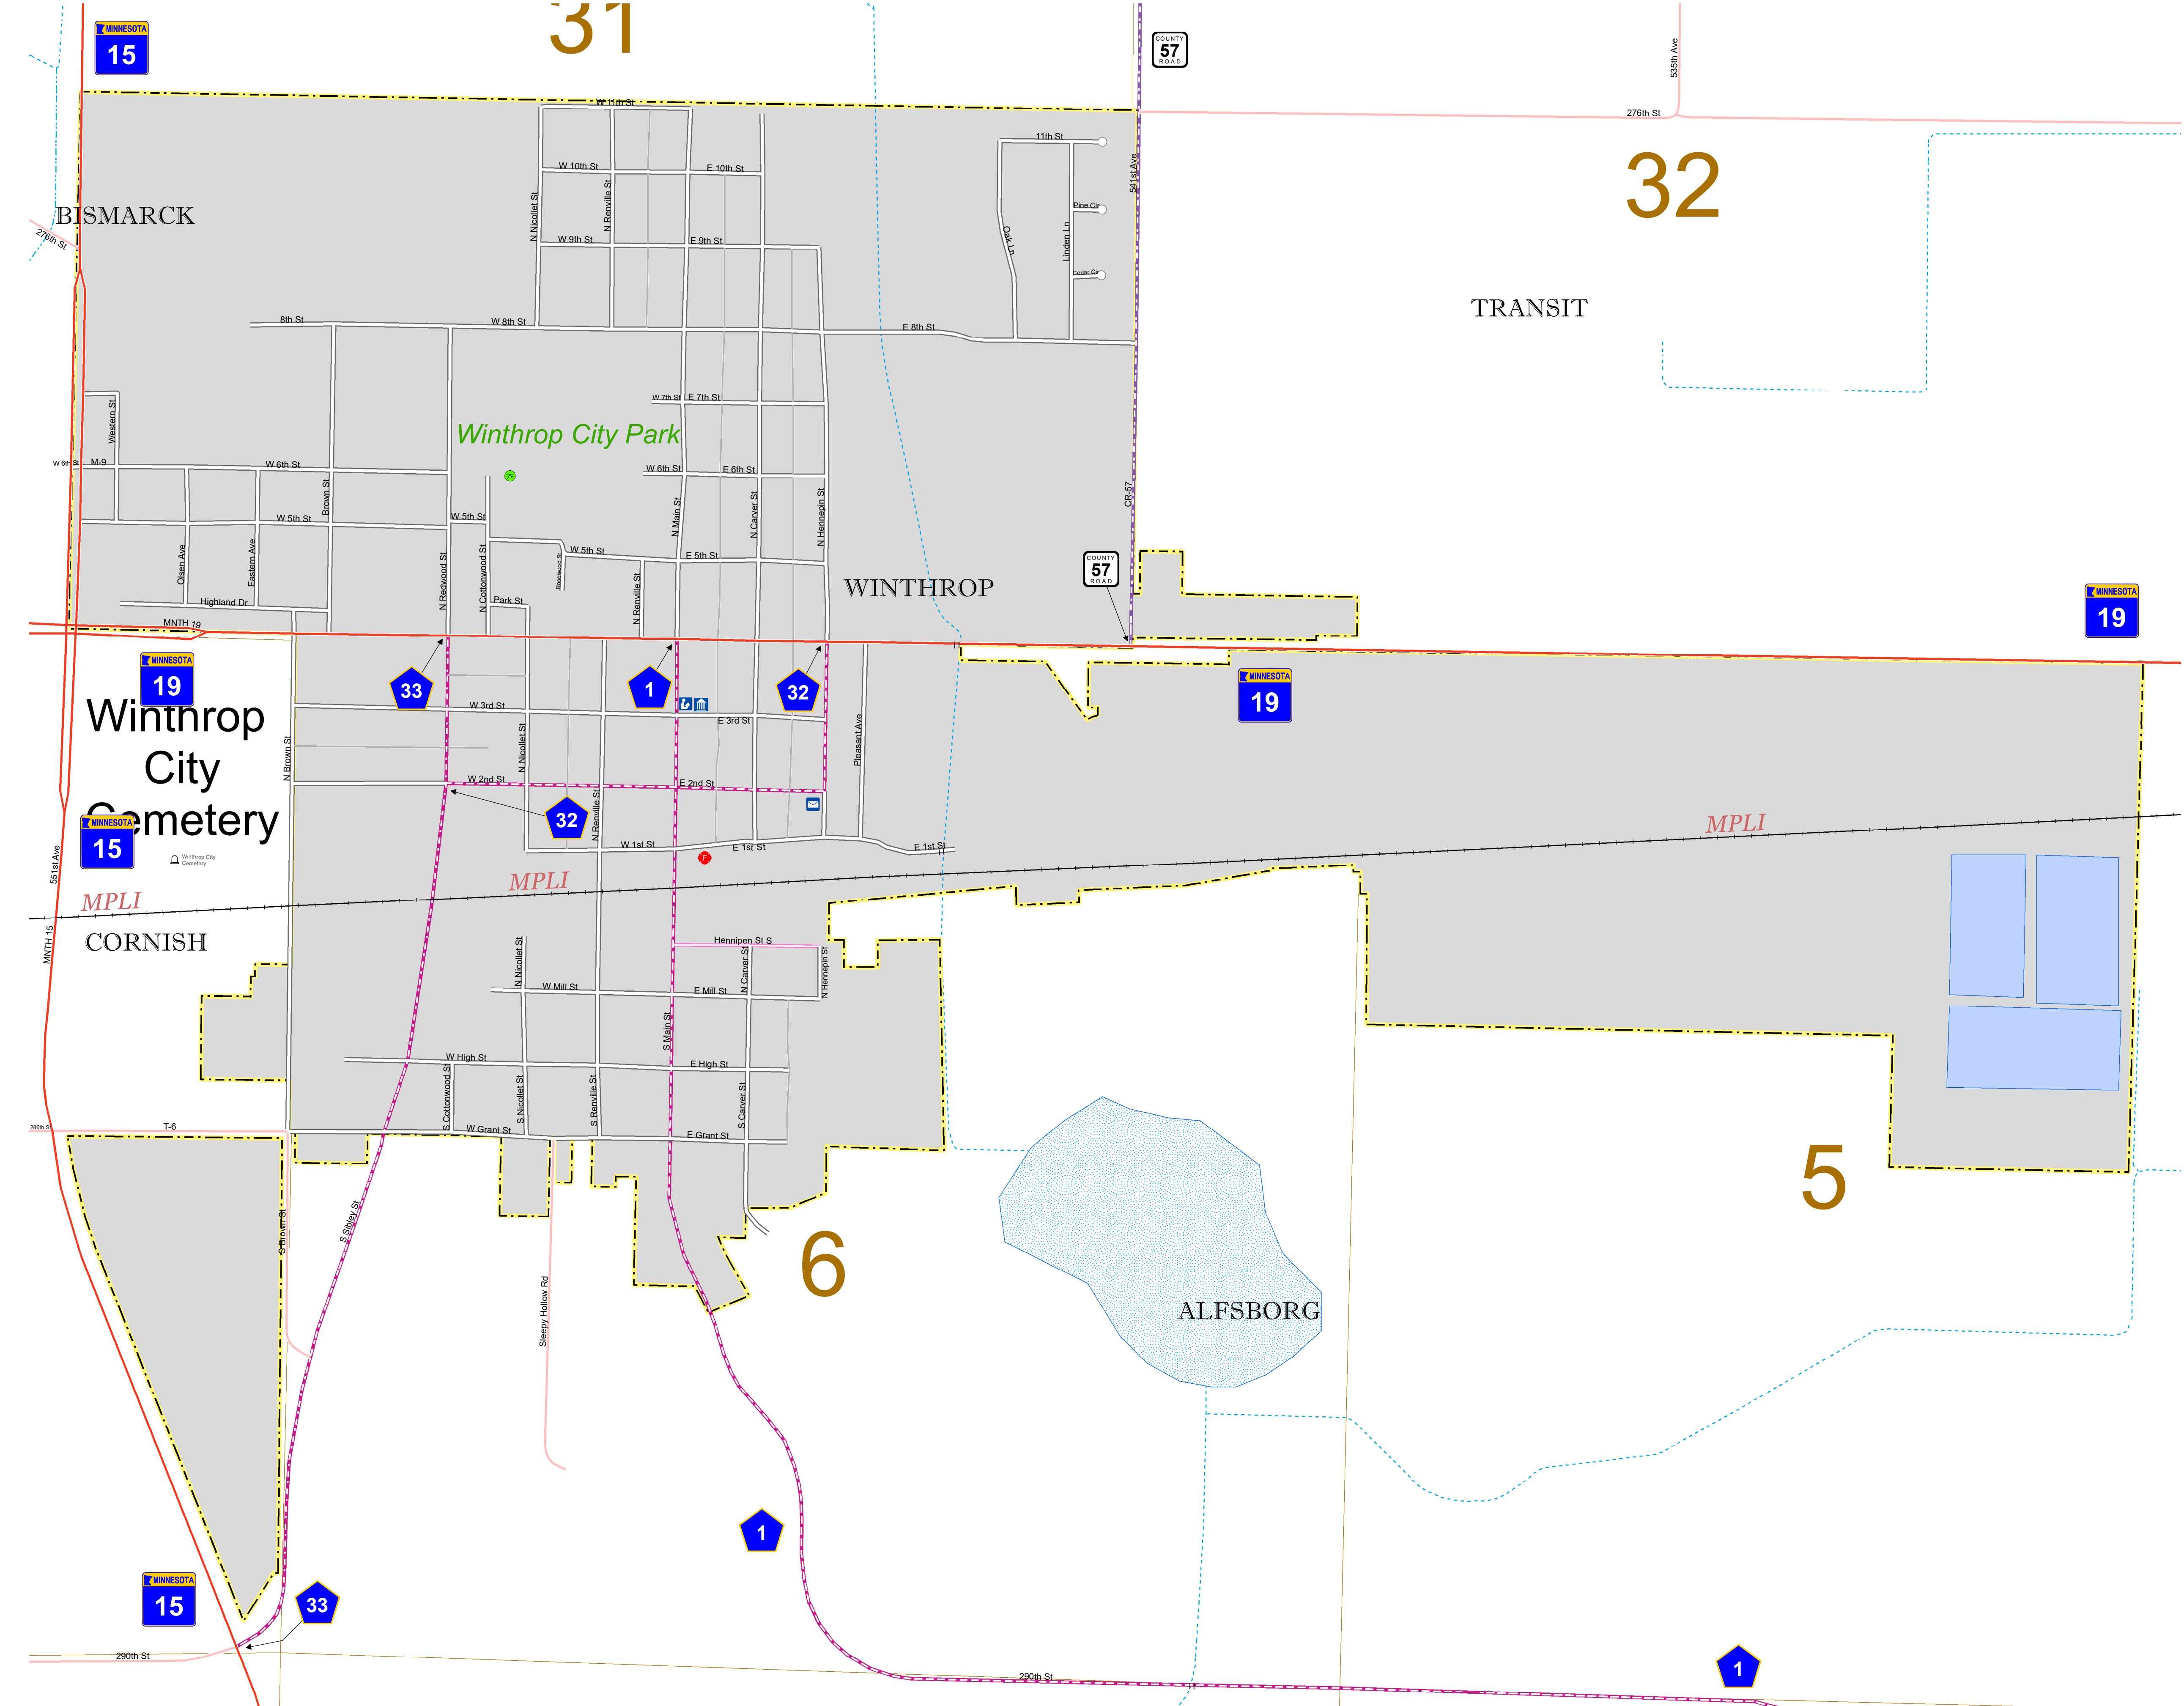 31
MINNESOTA
15
COUNTY
57
ROAD
535th Ave
W 11th St
276th St
11th St
32
W 10th St
E 10th St
541st Ave
N Nicollet St
N Renville St
BISMARCK
Pine Cir
276th St
W 9th St
E 9th St
Oak Ln
Linden Ln
Cedar Cir
TRANSIT
8th St
W 8th St
E 8th St
Western St
W 7th St
E 7th St
Winthrop City Park
W 6th St
M-9
W 6th St
W 6th St
E 6th St
Brown St
N Main St
N Carver St
N Hennepin St
CR-57
W 5th St
W 5th St
W 5th St
E 5th St
Olsen Ave
Eastern Ave
N Redwood St
N Cottonwood St
Rosewood St
N Renville St
COUNTY
57
ROAD
WINTHROP
MINNESOTA
19
Highland Dr
Park St
MNTH 19
MINNESOTA
19
33
1
32
MINNESOTA
19
Winthrop
City
Cemetery
W 3rd St
E 3rd St
N Brown St
N Nicollet St
Pleasant Ave
W 2nd St
E 2nd St
N Renville St
32
MINNESOTA
15
MPLI
W 1st St
E 1st St
E 1st St
F
Winthrop City
Cemetary
551st Ave
MPLI
MPLI
CORNISH
MNTH 15
Hennipen St S
N Nicollet St
N Carver St
N Hennepin St
W Mill St
E Mill St
S Main St
W High St
E High St
S Cottonwood St
S Nicollet St
S Renville St
S Carver St
288th St
T-6
W Grant St
E Grant St
5
S Brown St
S Sibley St
6
Sleepy Hollow Rd
ALFSBORG
1
MINNESOTA
15
33
290th St
290th St
1